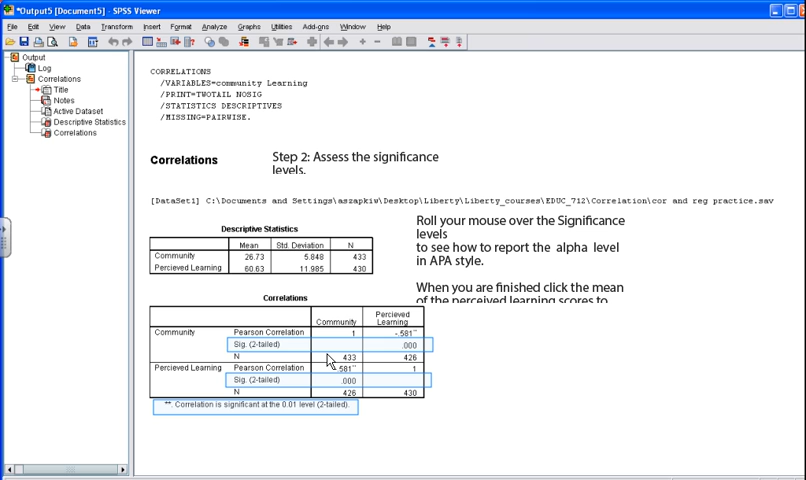 *Output5 [Document5] - SPSS Viewer
File Edit View Data Transform Insert Format Analyze Graphs Utilities Add-ons Window Help
Output
Log
Correlations
Title
Notes
Active Dataset
Descriptive Statistics
Correlations
CORRELATIONS
/VARIABLES=community Learning
/PRINT=TWOTAIL NOSIG
/STATISTICS DESCRIPTIVES
/MISSING=PAIRWISE.
Correlations
Step 2: Assess the significance
levels.
[DataSet1] C:\Documents and Settings\aszapkiw\Desktop\Liberty\Liberty_courses\EDUC_712\Correlation\cor and reg practice.sav
Roll your mouse over the Significance
levels
to see how to report the alpha level
in APA style.
When you are finished click the mean
of the perceived learning scores to
Descriptive Statistics
Mean Std. Deviation N
Community 26.73 5.848 433
Percieved Learning 60.63 11.985 430
Correlations
Community Percieved Learning
Community Pearson Correlation 1 -.581**
Sig. (2-tailed) .000
N 433 426
Percieved Learning Pearson Correlation 581** 1
Sig. (2-tailed) .000
N 426 430
**. Correlation is significant at the 0.01 level (2-tailed).